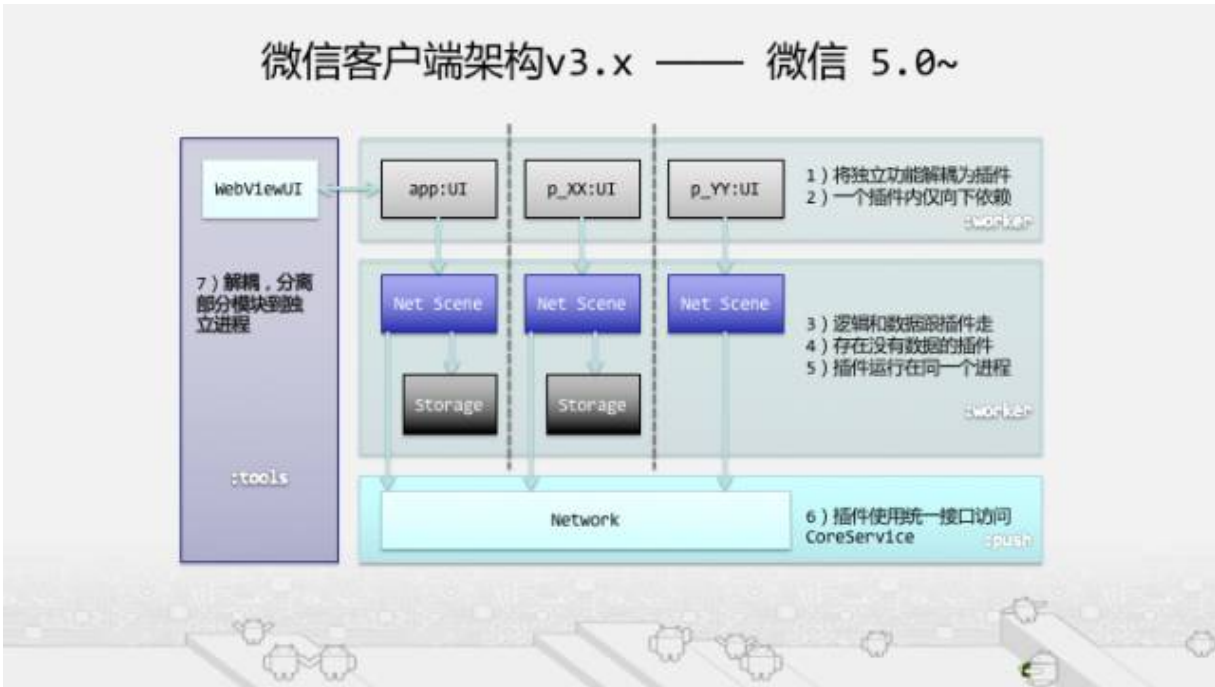 微信客户端架构v3.x —— 微信 5.0~
WebViewUI
app:UI
p_XX:UI
p_YY:UI
1）将独立功能解耦为插件
2）一个插件内仅向下依赖
:worker
7）解耦，分离
部分模块到独
立进程
:tools
Net Scene
Net Scene
Net Scene
Storage
Storage
3）逻辑和数据跟插件走
4）存在没有数据的插件
5）插件运行在同一个进程
:worker
Network
6）插件使用统一接口访问
CoreService
:push